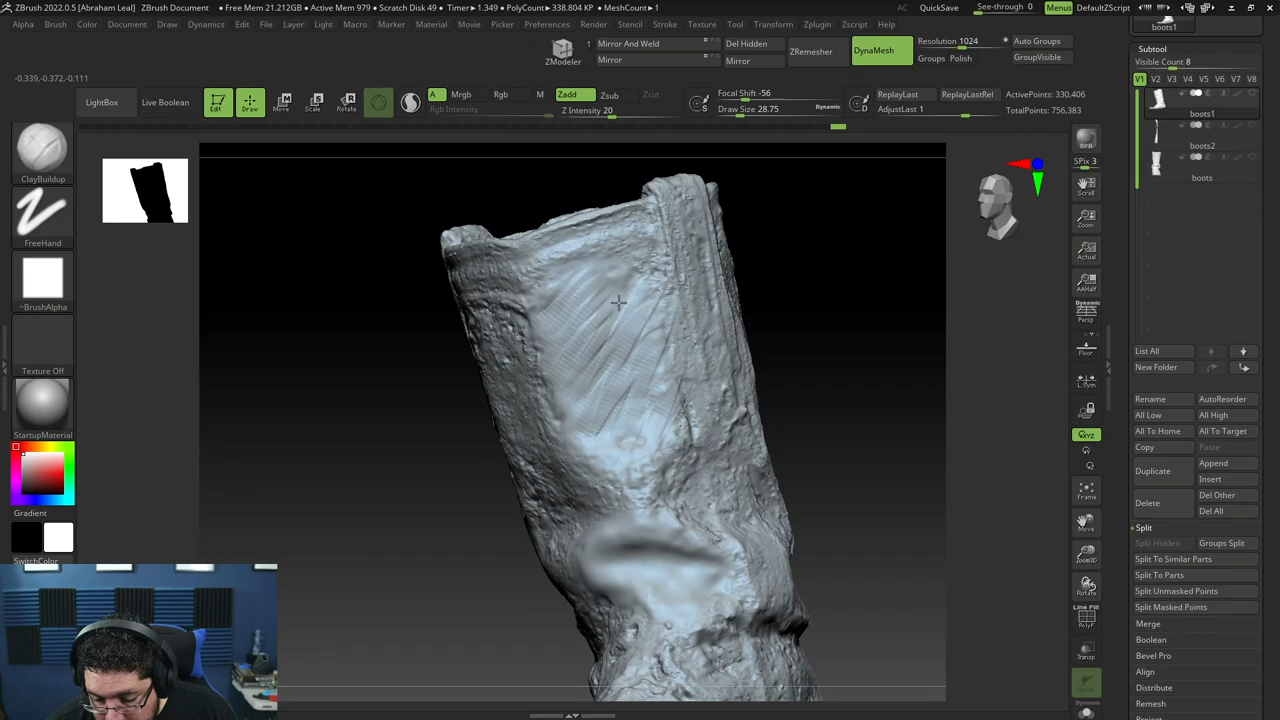 ZBrush 2022.0.5 [Abraham Leal]
ZBrush Document
• Free Mem 21.212GB • Active Mem 979 • Scratch Disk 49 • Timer►1.349 • PolyCount►338.804 KP • MeshCount►1
AC
QuickSave
See-through 0
Menus
DefaultZScript
Alpha
Brush
Color
Document
Draw
Dynamics
Edit
File
Layer
Light
Macro
Marker
Material
Movie
Picker
Preferences
Render
Stencil
Stroke
Texture
Tool
Transform
Zplugin
Zscript
Help
ZModeler
1
Mirror And Weld
Mirror
Del Hidden
Mirror
ZRemesher
DynaMesh
Resolution 1024
Groups
Polish
Auto Groups
GroupVisible
-0.339,-0.372,-0.111
LightBox
Live Boolean
Edit
Draw
Move
Scale
Rotate
A
Mrgb
Rgb
M
Rgb Intensity
Zadd
Zsub
Zcut
Z Intensity 20
S
Focal Shift -56
Draw Size 28.75
Dynamic
D
ReplayLast
ReplayLastRel
AdjustLast 1
ActivePoints: 330,406
TotalPoints: 756,383
ClayBuildup
FreeHand
~BrushAlpha
Texture Off
StartupMaterial
Gradient
SwitchColor
BPR
SPix 3
Scroll
Zoom
Actual
AAHalf
Dynamic
Persp
Floor
L.Sym
XYZ
Frame
Move
Zoom3D
Rotate
Line Fill
PolyF
Transp
Dynamic
boots1
Subtool
Visible Count 8
V1
V2
V3
V4
V5
V6
V7
V8
boots1
boots2
boots
List All
New Folder
Rename
AutoReorder
All Low
All High
All To Home
All To Target
Copy
Paste
Duplicate
Append
Insert
Delete
Del Other
Del All
Split
Split Hidden
Groups Split
Split To Similar Parts
Split To Parts
Split Unmasked Points
Split Masked Points
Merge
Boolean
Bevel Pro
Align
Distribute
Remesh